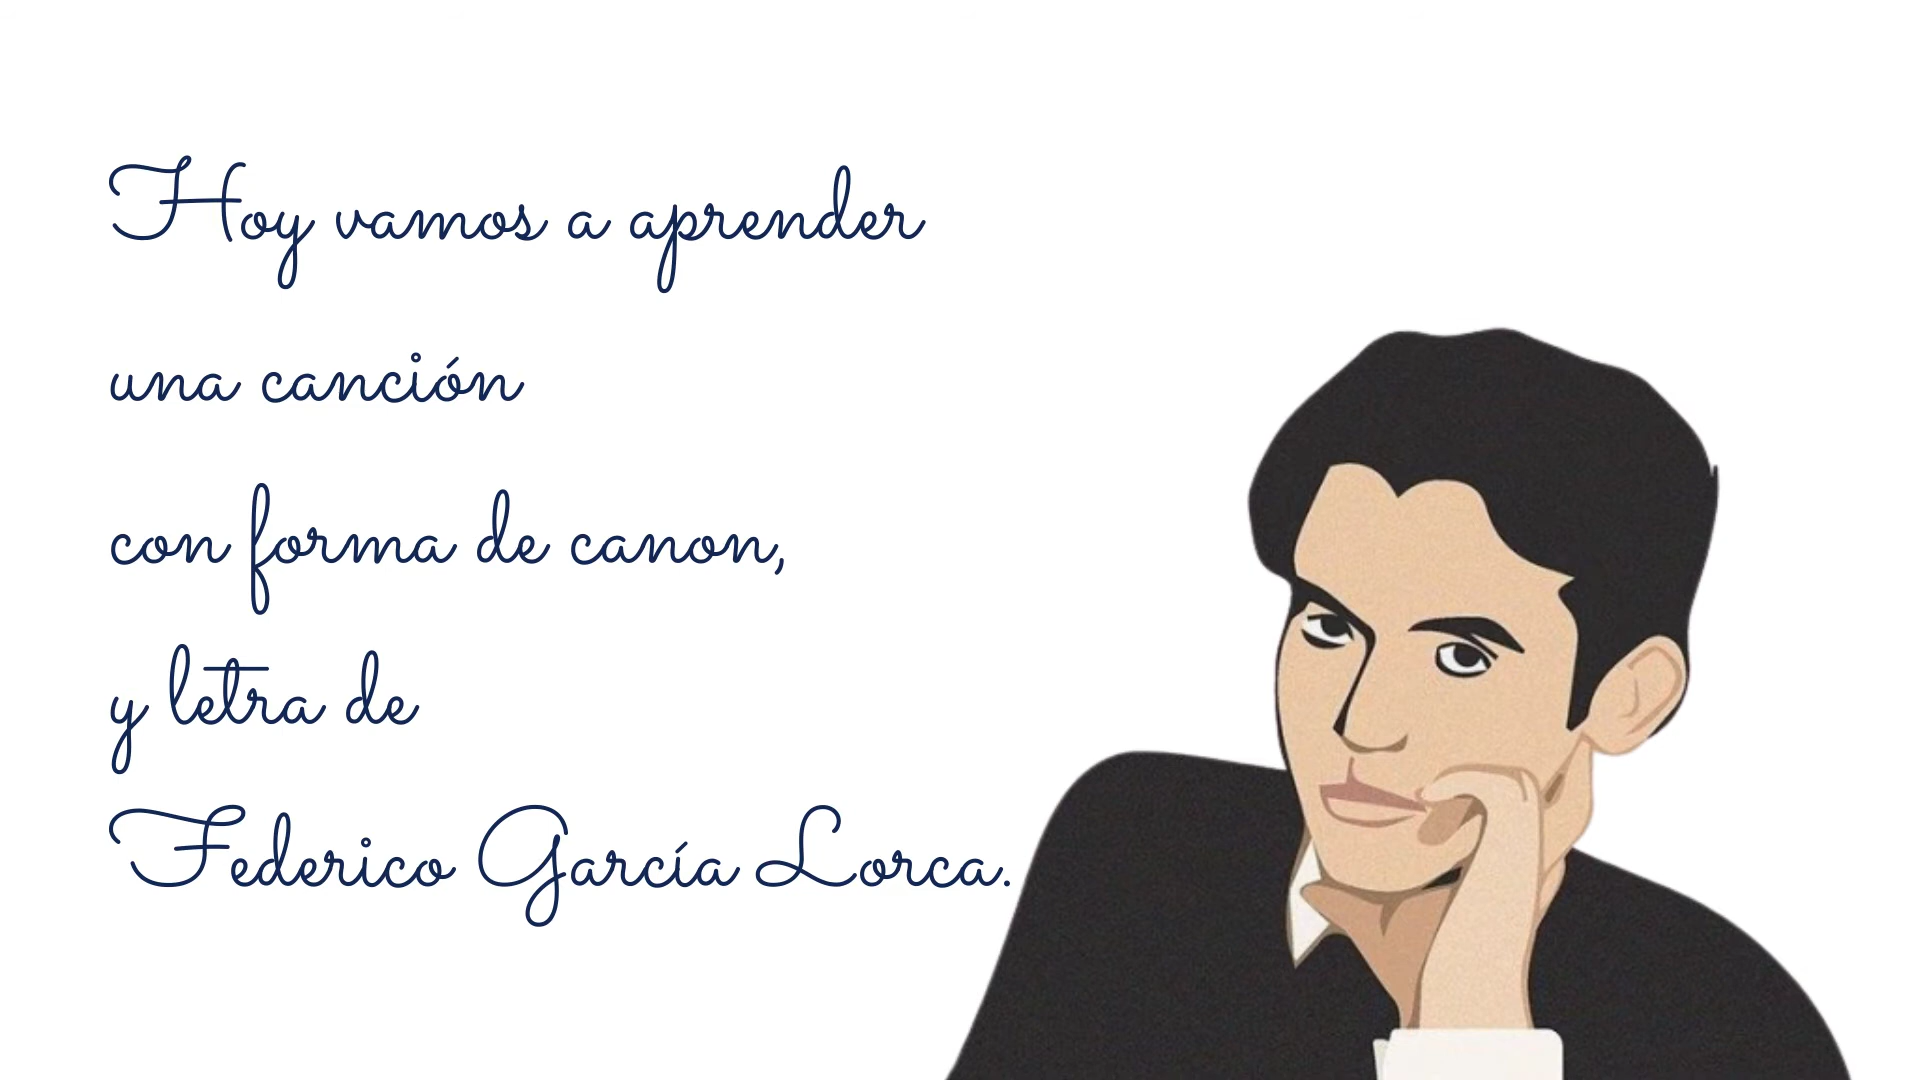 Hoy vamos a aprender
una canción
con forma de canon,
y letra de
Federico García Lorca.